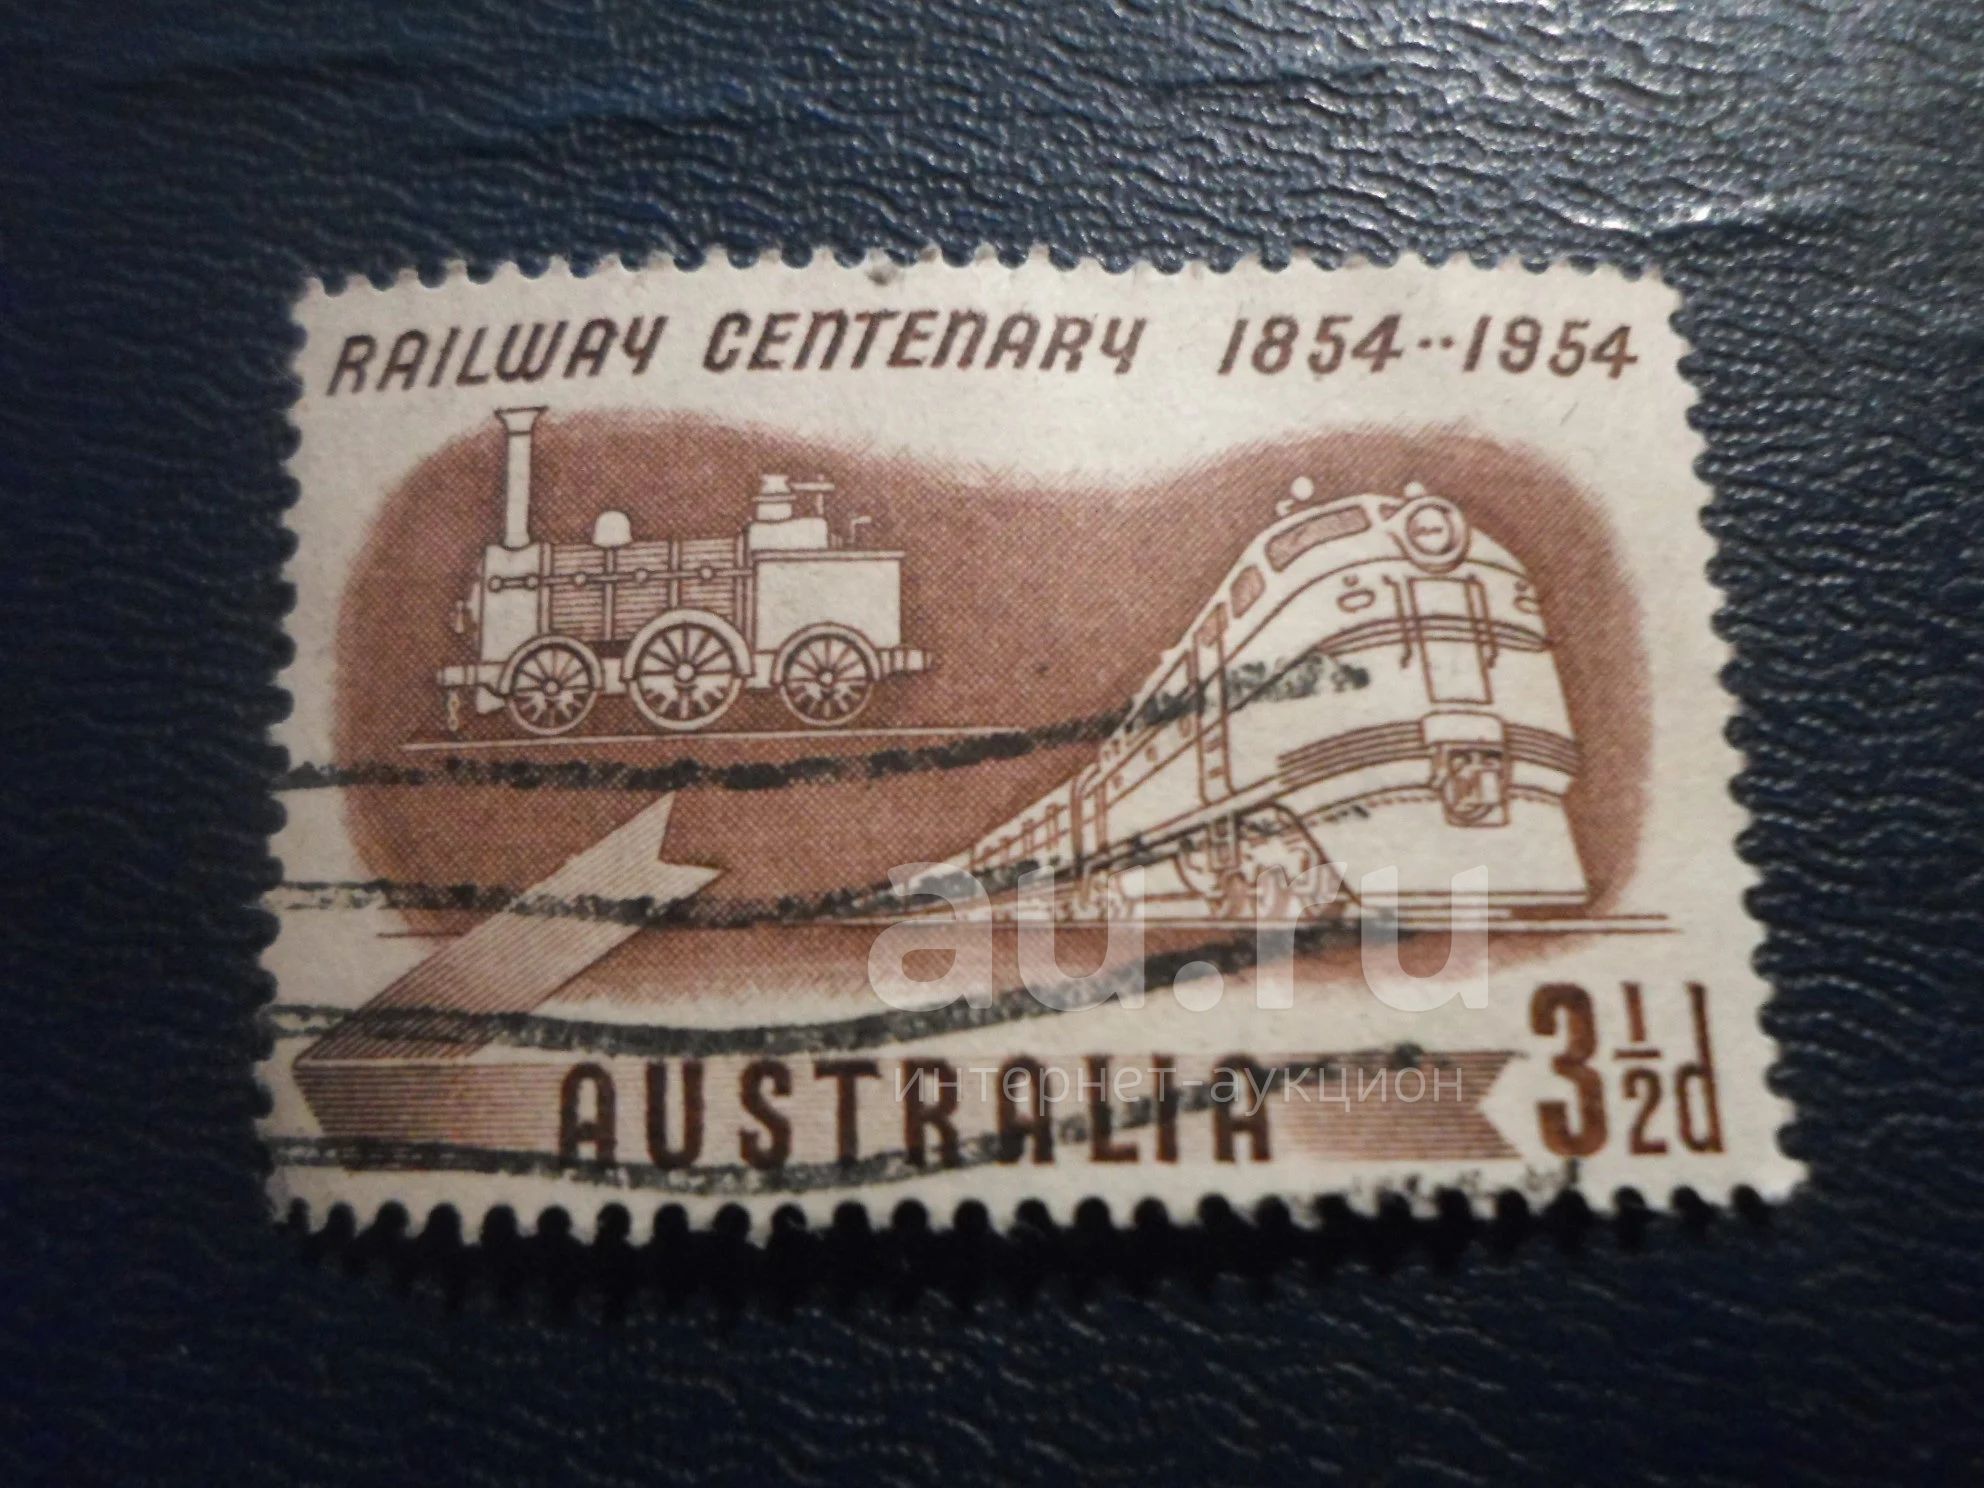 RAILWAY CENTENARY 1854··1954
au.ru
AUSTRALIA 3½d
интернет-аукцион